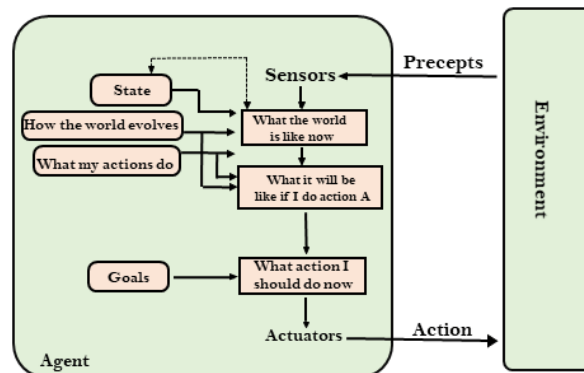 Sensors
Precepts
State
How the world evolves
What the world
is like now
What my actions do
What it will be
like if I do action A
Goals
What action I
should do now
Actuators
Action
Agent
Environment